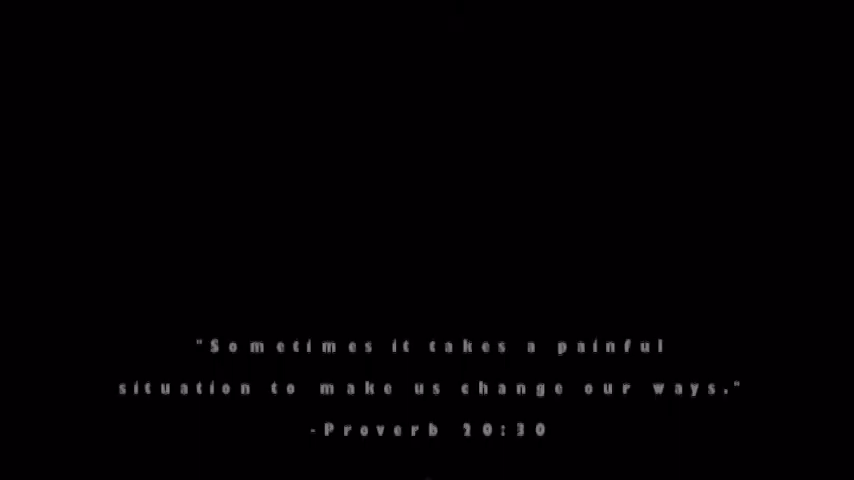 "Sometimes it takes a painful
situation to make us change our ways."
-Proverb 20:30